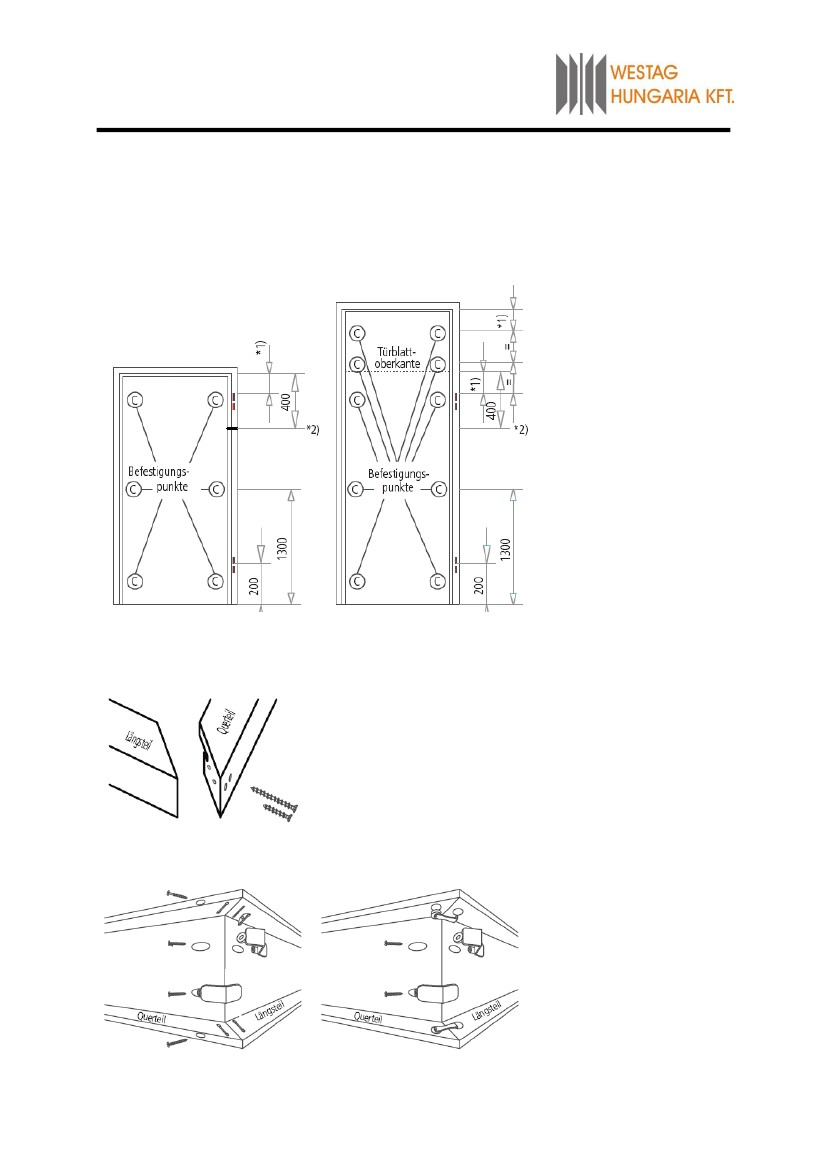 WESTAG
HUNGARIA KFT.
*1)
400
*2)
C
C
Befestigungs-
punkte
C
C
1300
200
C
C
*1)
=
=
C
C
Türblatt-
oberkante
C
C
*1)
400
*2)
C
C
Befestigungs-
punkte
C
C
1300
200
C
C
Längsteil
Querteil
Querteil
Längsteil
Querteil
Längsteil